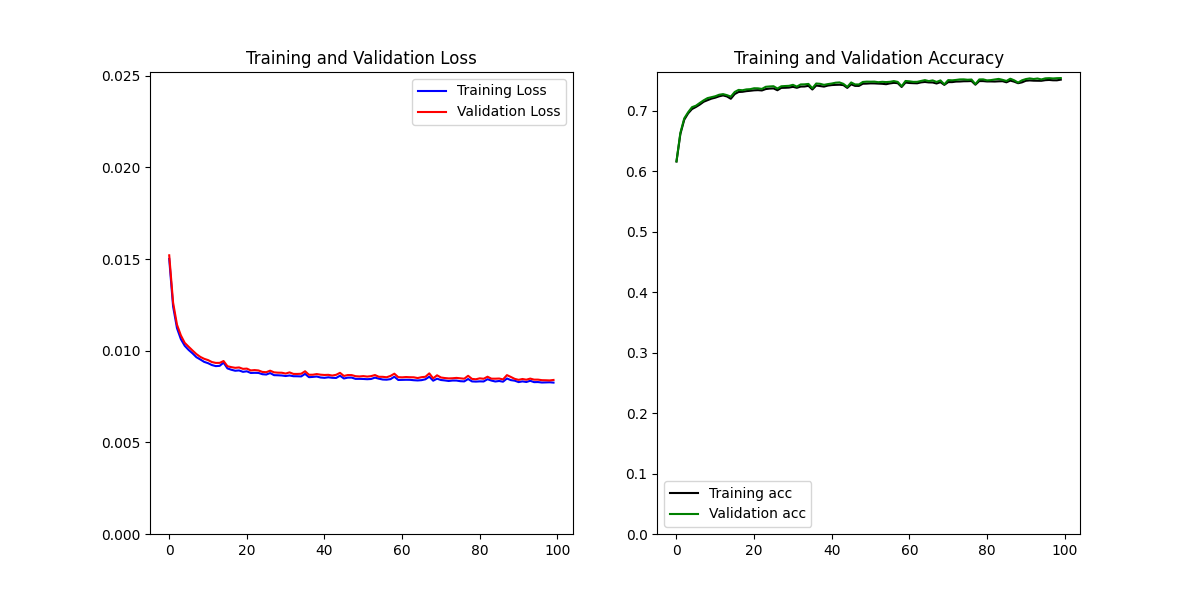 Training and Validation Loss
0.025
0.020
0.015
0.010
0.005
0.000
0 20 40 60 80 100
Training Loss
Validation Loss
Training and Validation Accuracy
0.7
0.6
0.5
0.4
0.3
0.2
0.1
0.0
0 20 40 60 80 100
Training acc
Validation acc